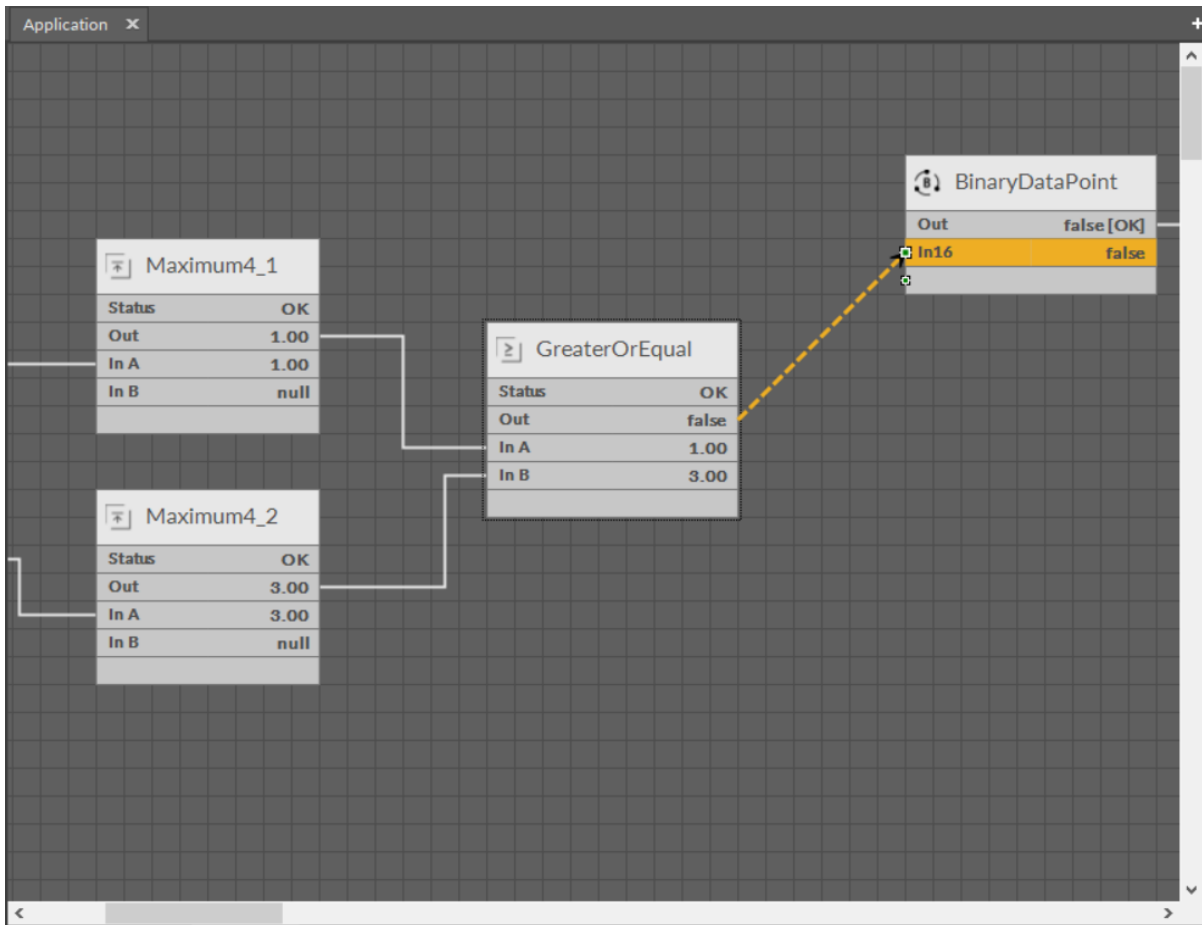 Application
Maximum4_1
Status OK
Out 1.00
In A 1.00
In B null
Maximum4_2
Status OK
Out 3.00
In A 3.00
In B null
GreaterOrEqual
Status OK
Out false
In A 1.00
In B 3.00
BinaryDataPoint
Out false [OK]
In16 false